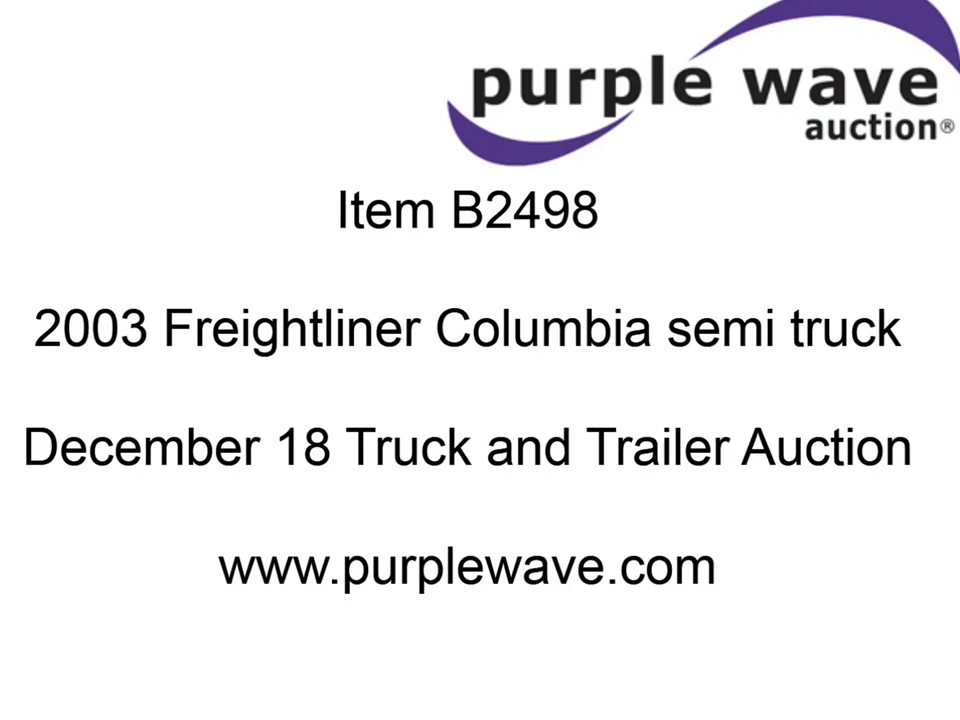 purple wave
auction®
Item B2498
2003 Freightliner Columbia semi truck
December 18 Truck and Trailer Auction
www.purplewave.com